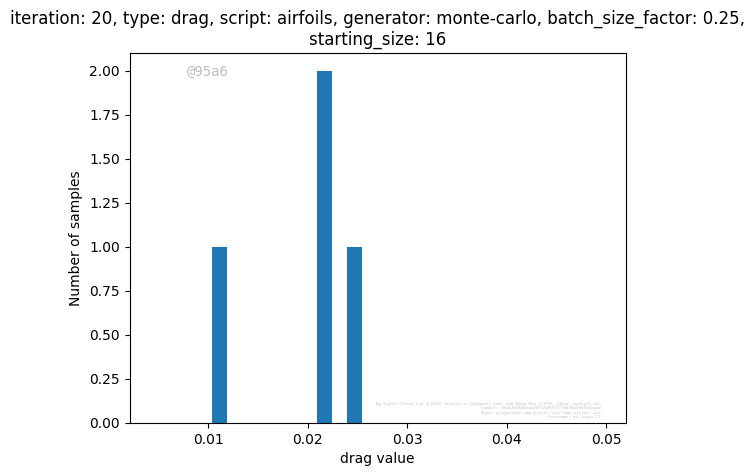 iteration: 20, type: drag, script: airfoils, generator: monte-carlo, batch_size_factor: 0.25,
starting_size: 16
@95a6
2.00
1.75
1.50
1.25
1.00
0.75
0.50
0.25
0.00
Number of samples
0.01
0.02
0.03
0.04
0.05
drag value